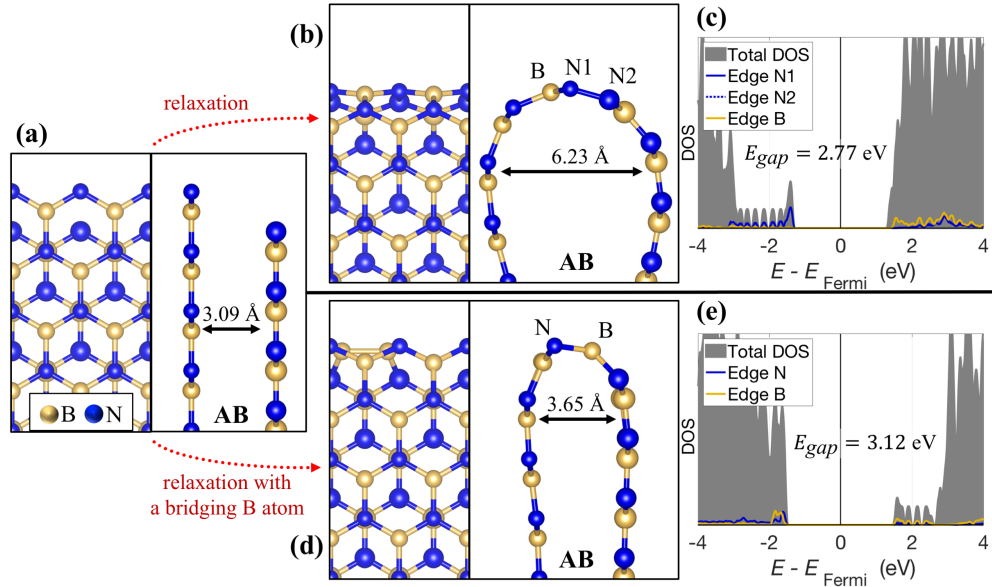 (a)
3.09 Å
B N
AB
relaxation
relaxation with
a bridging B atom
(b)
B N1 N2
6.23 Å
AB
(c)
Total DOS
Edge N1
Edge N2
Edge B
E_gap = 2.77 eV
DOS
-4 -2 0 2 4
E - E_Fermi (eV)
(d)
N B
3.65 Å
AB
(e)
Total DOS
Edge N
Edge B
E_gap = 3.12 eV
DOS
-4 -2 0 2 4
E - E_Fermi (eV)